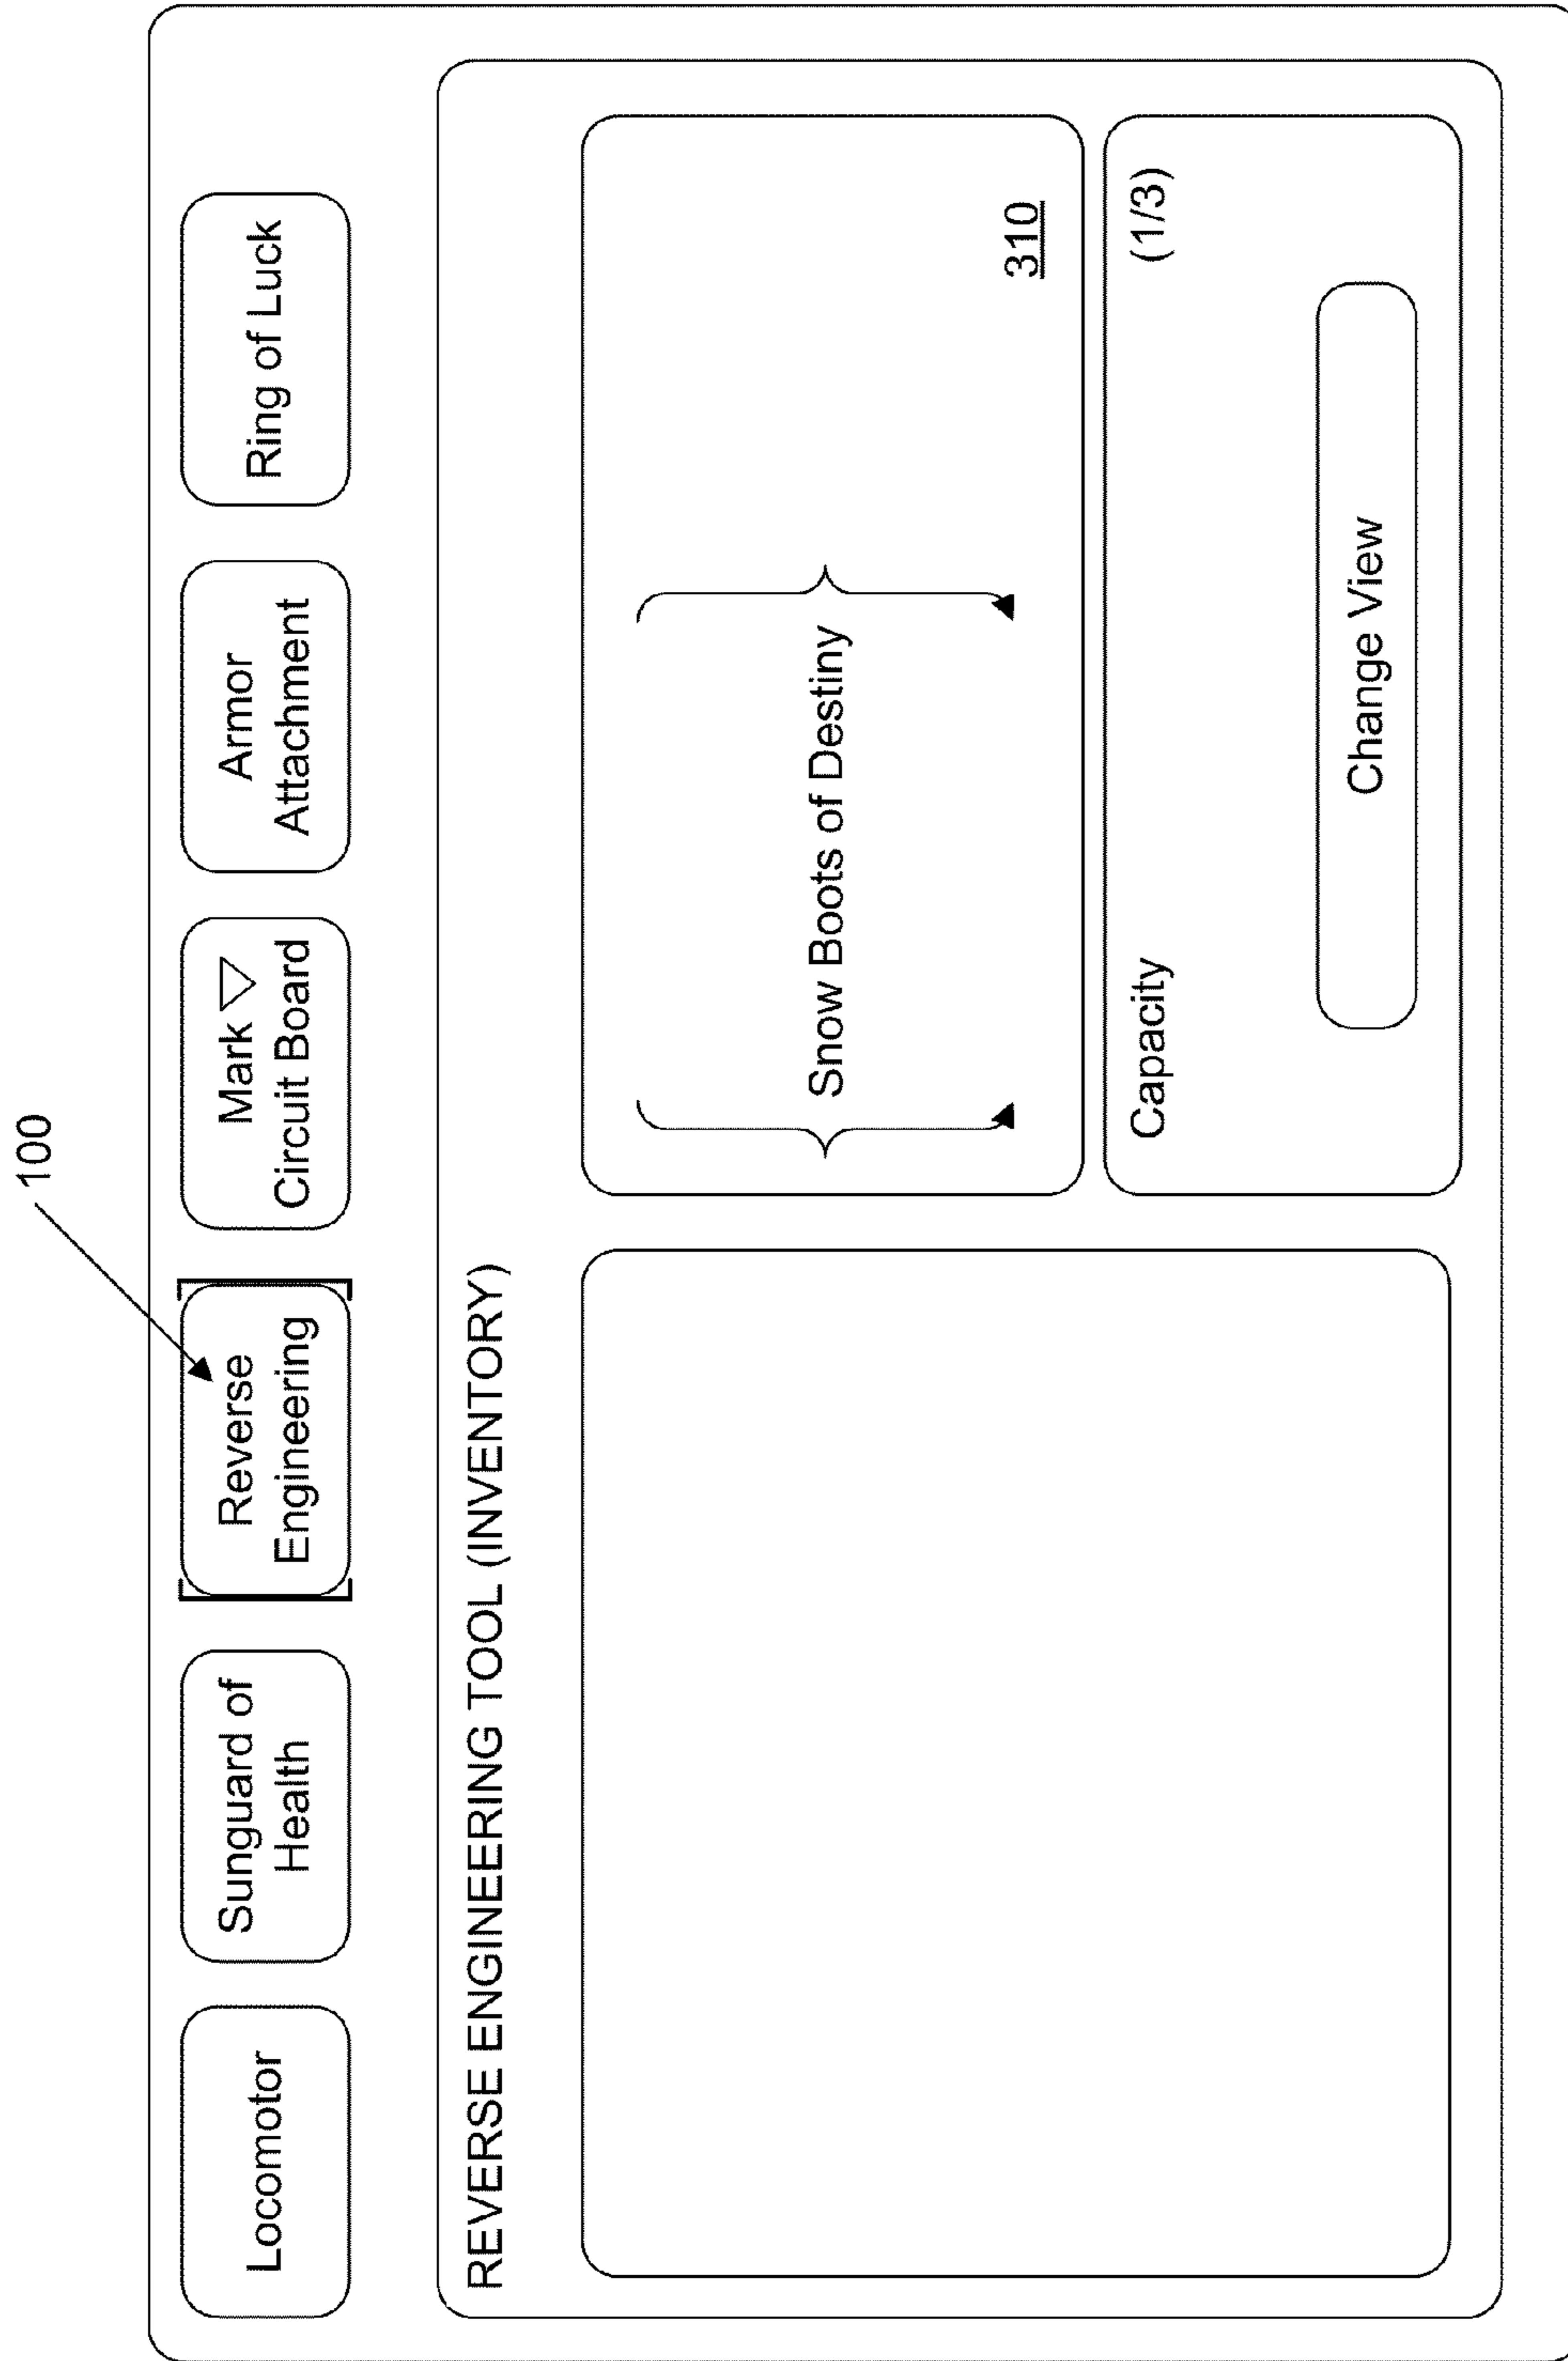 100
Locomotor
Sunguard of
Health
Reverse
Engineering
Mark ▽
Circuit Board
Armor
Attachment
Ring of Luck
REVERSE ENGINEERING TOOL (INVENTORY)
Snow Boots of Destiny
310
Capacity
(1/3)
Change View